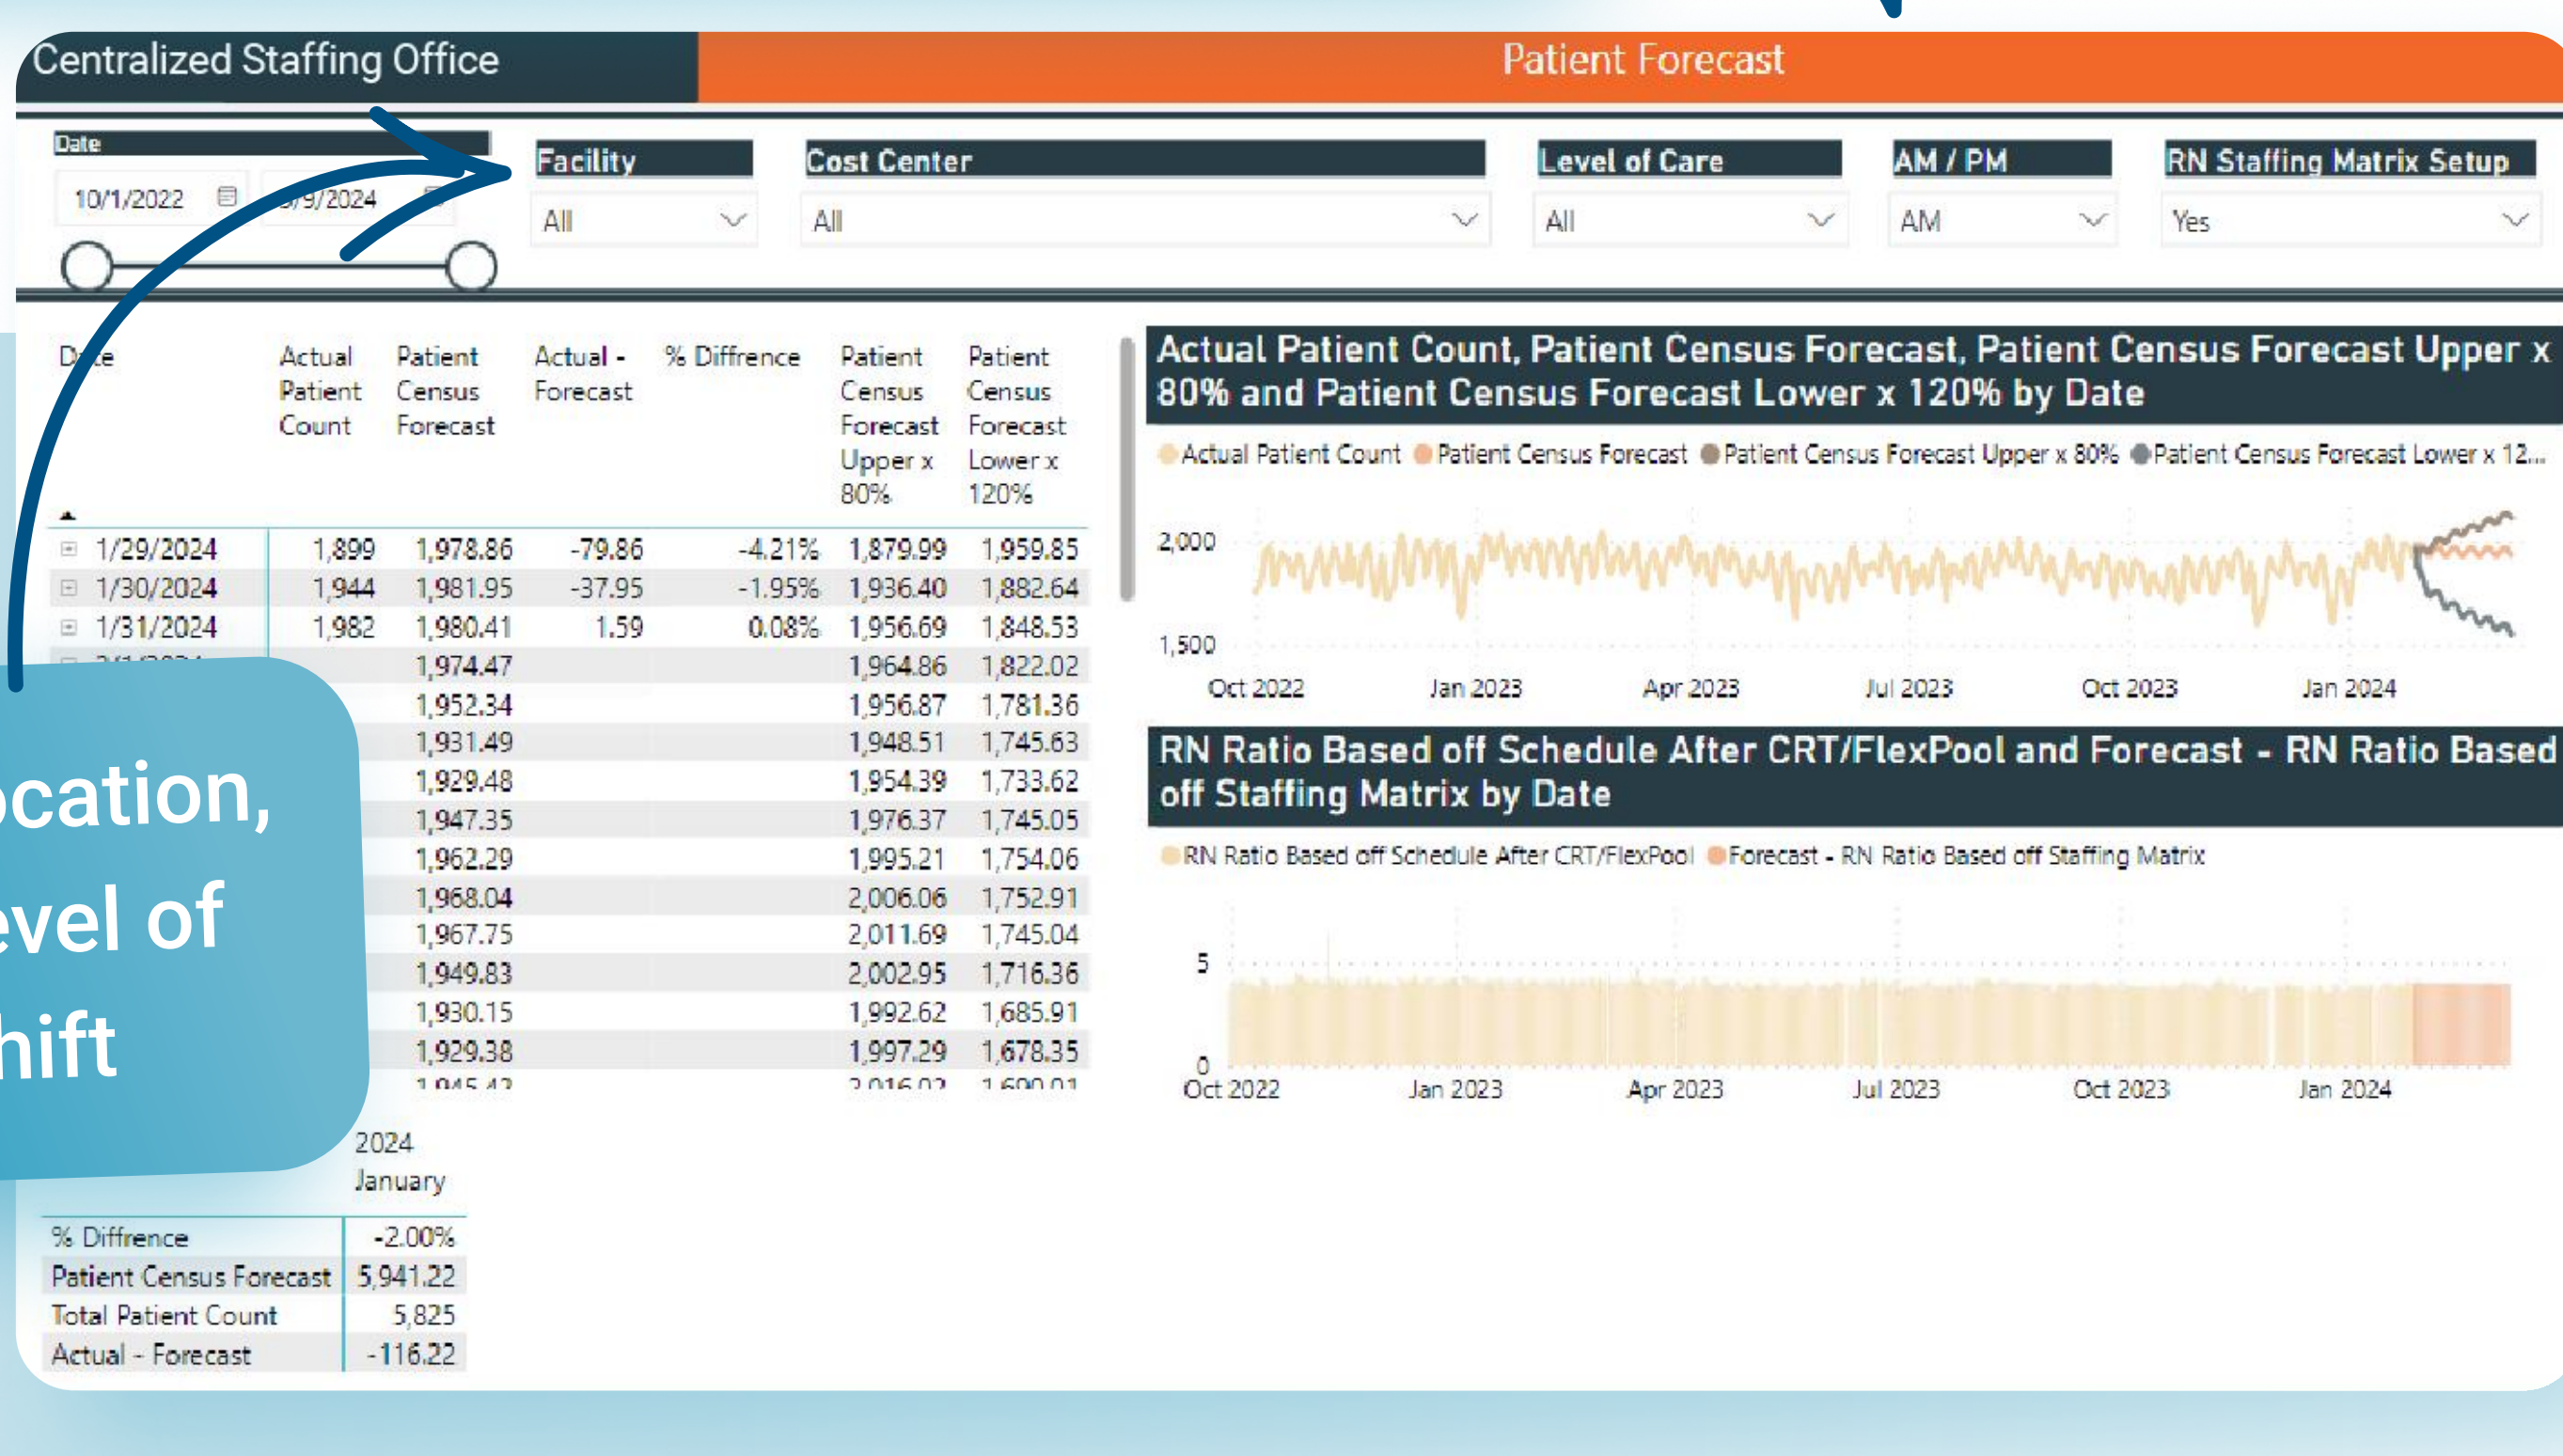 Centralized Staffing Office
Patient Forecast
Date
Facility
Cost Center
Level of Care
AM / PM
RN Staffing Matrix Setup
10/1/2022
/9/2024
All
All
All
AM
Yes
Date Actual Patient Count Patient Census Forecast Actual - Forecast % Diffrence Patient Census Forecast Upper x 80% Patient Census Forecast Lower x 120%
1/29/2024 1,899 1,978.86 -79.86 -4.21% 1,879.99 1,959.85
1/30/2024 1,944 1,981.95 -37.95 -1.95% 1,936.40 1,882.64
1/31/2024 1,982 1,980.41 1.59 0.08% 1,956.69 1,848.53
1,974.47 1,964.86 1,822.02
1,952.34 1,956.87 1,781.36
1,931.49 1,948.51 1,745.63
1,929.48 1,954.39 1,733.62
1,947.35 1,976.37 1,745.05
1,962.29 1,995.21 1,754.06
1,968.04 2,006.06 1,752.91
1,967.75 2,011.69 1,745.04
1,949.83 2,002.95 1,716.36
1,930.15 1,992.62 1,685.91
1,929.38 1,997.29 1,678.35
ocation,
evel of
hift
2024
January
% Diffrence -2.00%
Patient Census Forecast 5,941.22
Total Patient Count 5,825
Actual - Forecast -116.22
Actual Patient Count, Patient Census Forecast, Patient Census Forecast Upper x
80% and Patient Census Forecast Lower x 120% by Date
Actual Patient Count Patient Census Forecast Patient Census Forecast Upper x 80% Patient Census Forecast Lower x 12...
2,000
1,500
Oct 2022 Jan 2023 Apr 2023 Jul 2023 Oct 2023 Jan 2024
RN Ratio Based off Schedule After CRT/FlexPool and Forecast - RN Ratio Based
off Staffing Matrix by Date
RN Ratio Based off Schedule After CRT/FlexPool Forecast - RN Ratio Based off Staffing Matrix
5
0
Oct 2022 Jan 2023 Apr 2023 Jul 2023 Oct 2023 Jan 2024